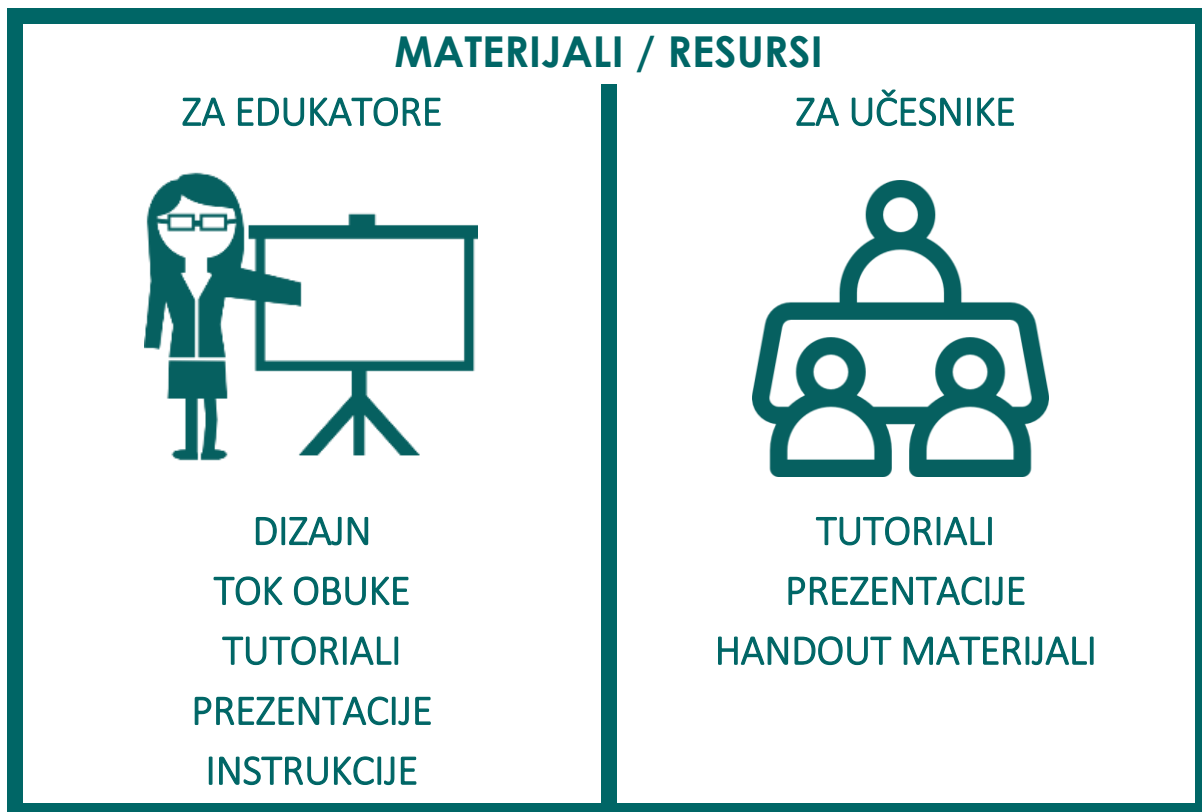 MATERIJALI / RESURSI
ZA EDUKATORE
DIZAJN
TOK OBUKE
TUTORIALI
PREZENTACIJE
INSTRUKCIJE
ZA UČESNIKE
TUTORIALI
PREZENTACIJE
HANDOUT MATERIJALI